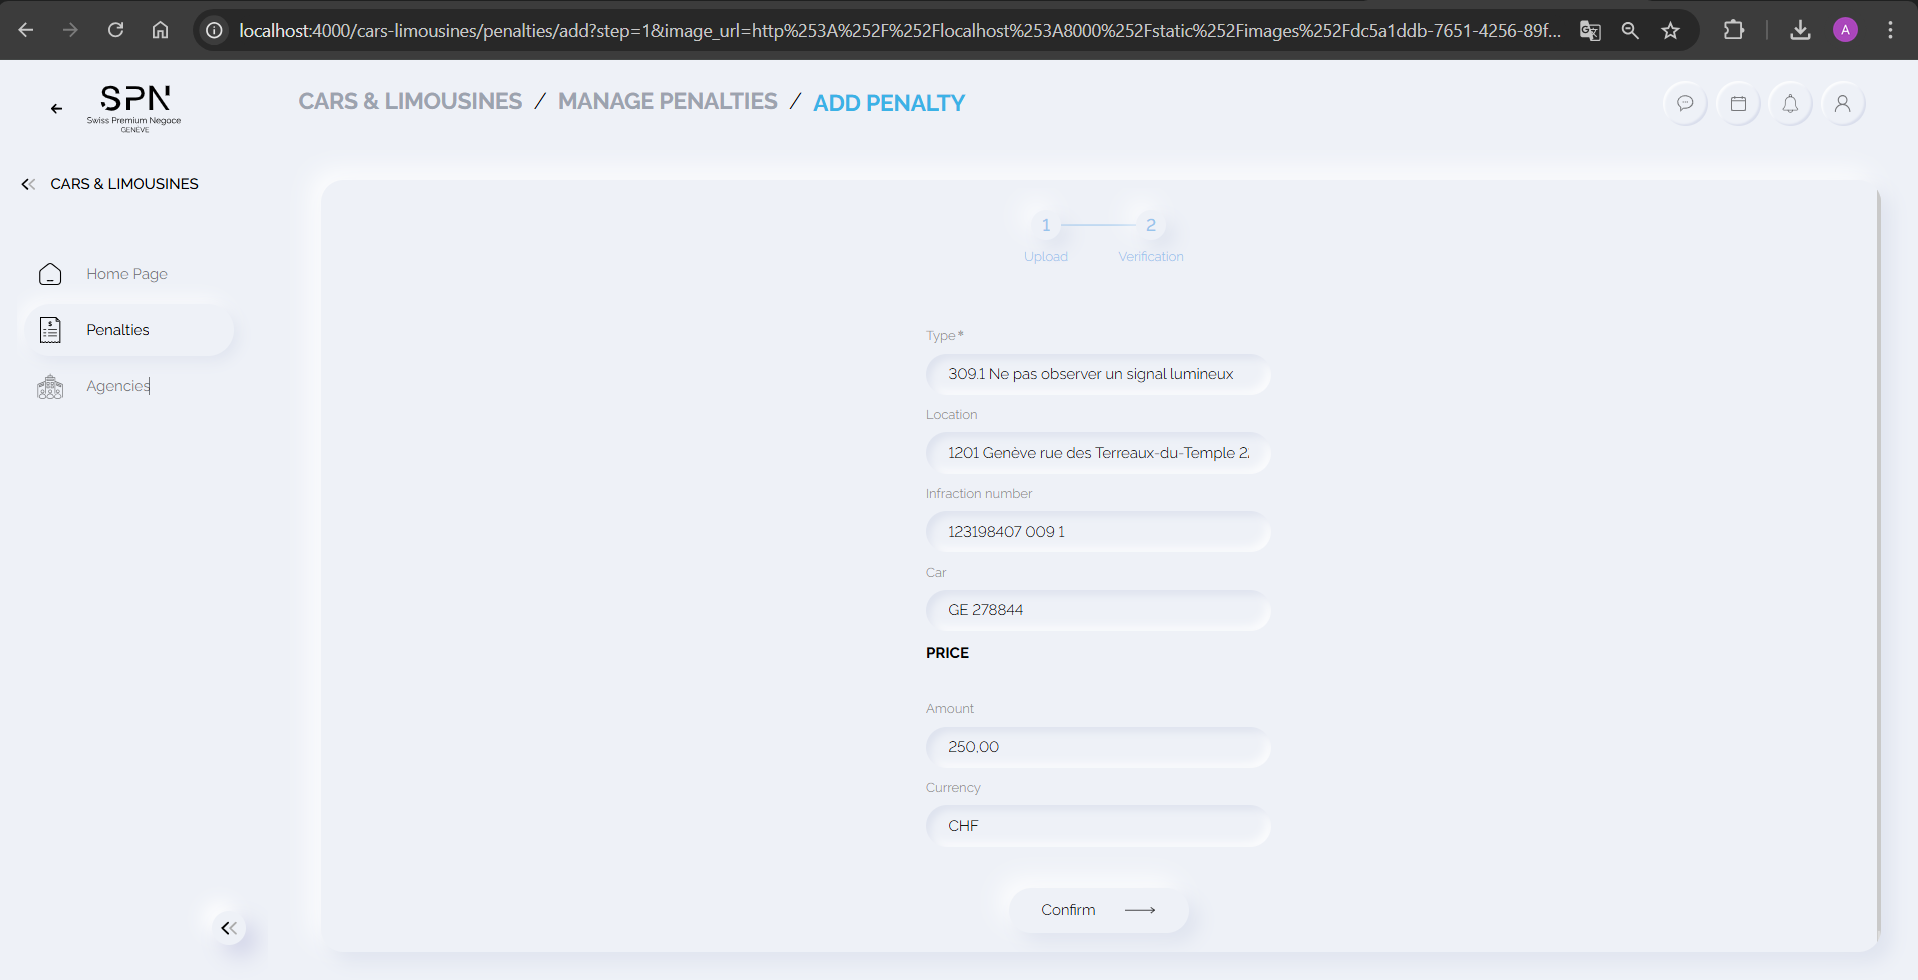 localhost:4000/cars-limousines/penalties/add?step=1&image_url=http%253A%252F%252Flocalhost%253A8000%252Fstatic%252Fimages%252Fdc5a1ddb-7651-4256-89f...
A
SPN
Swiss Premium Negoce
GENÈVE
CARS & LIMOUSINES / MANAGE PENALTIES / ADD PENALTY
CARS & LIMOUSINES
Home Page
Penalties
Agencies
1
2
Upload
Verification
Type*
309.1 Ne pas observer un signal lumineux
Location
1201 Genève rue des Terreaux-du-Temple
Infraction number
123198407 009 1
Car
GE 278844
PRICE
Amount
250,00
Currency
CHF
Confirm